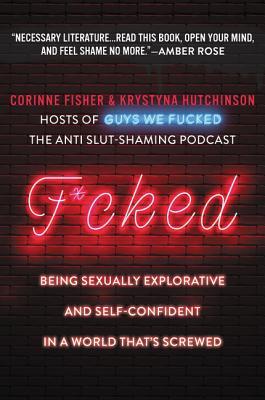 "NECESSARY LITERATURE...READ THIS BOOK, OPEN YOUR MIND,
AND FEEL SHAME NO MORE."—AMBER ROSE
CORINNE FISHER & KRYSTYNA HUTCHINSON
HOSTS OF GUYS WE FUCKED
THE ANTI SLUT-SHAMING PODCAST
F*cked
BEING SEXUALLY EXPLORATIVE
AND SELF-CONFIDENT
IN A WORLD THAT'S SCREWED